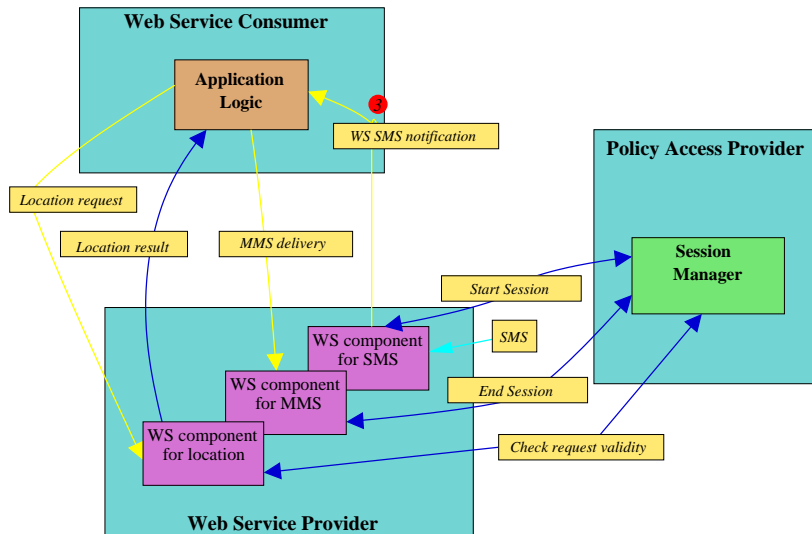 Web Service Consumer
Application
Logic
3
WS SMS notification
Policy Access Provider
Location request
Location result
MMS delivery
Session
Manager
Start Session
SMS
WS component
for SMS
WS component
for MMS
End Session
WS component
for location
Check request validity
Web Service Provider